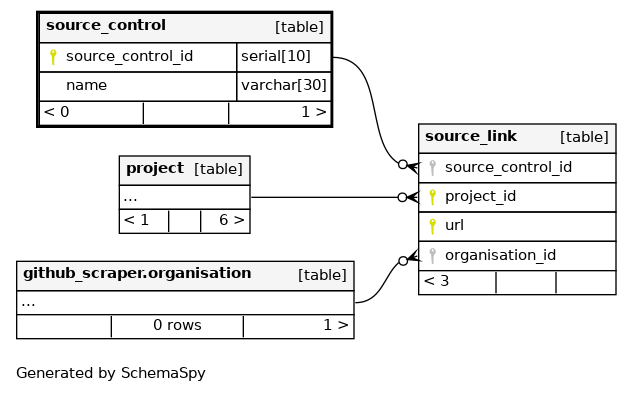 source_control [table]
source_control_id serial[10]
name varchar[30]
< 0 1 >
project [table]
...
< 1 6 >
github_scraper.organisation [table]
...
0 rows 1 >
source_link [table]
source_control_id
project_id
url
organisation_id
< 3
Generated by SchemaSpy